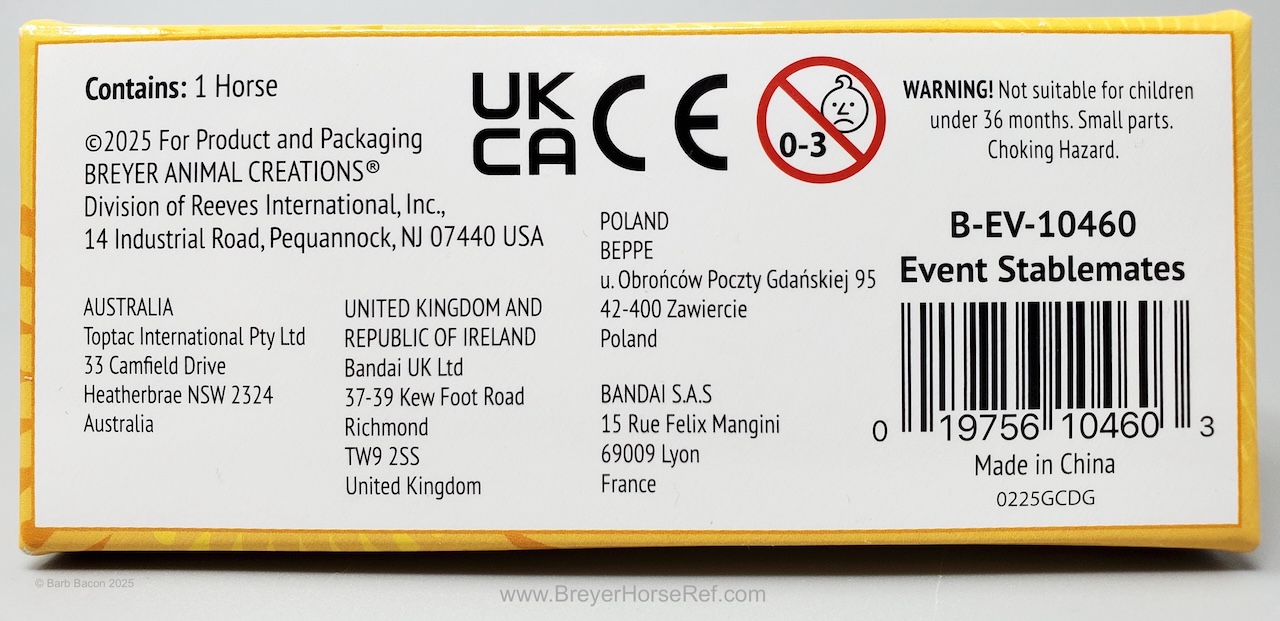 Contains: 1 Horse
©2025 For Product and Packaging
BREYER ANIMAL CREATIONS®
Division of Reeves International, Inc.,
14 Industrial Road, Pequannock, NJ 07440 USA
AUSTRALIA
Toptac International Pty Ltd
33 Camfield Drive
Heatherbrae NSW 2324
Australia
UNITED KINGDOM AND
REPUBLIC OF IRELAND
Bandai UK Ltd
37-39 Kew Foot Road
Richmond
TW9 2SS
United Kingdom
UK
CA
CE
0-3
POLAND
BEPPE
u. Obrońców Poczty Gdańskiej 95
42-400 Zawiercie
Poland
BANDAI S.A.S
15 Rue Felix Mangini
69009 Lyon
France
WARNING! Not suitable for children
under 36 months. Small parts.
Choking Hazard.
B-EV-10460
Event Stablemates
0 19756 10460 3
Made in China
0225GCDG
© Barb Bacon 2025
www.BreyerHorseRef.com